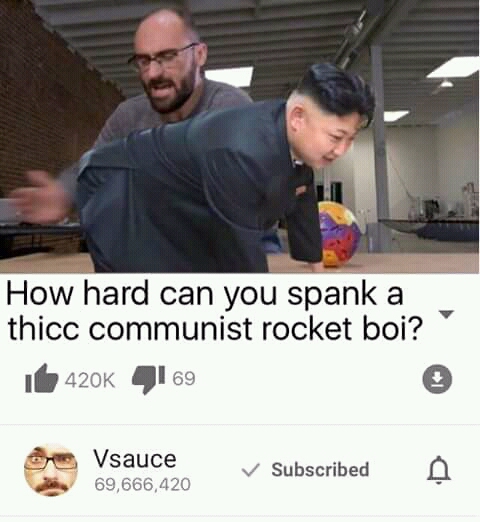 How hard can you spank a
thicc communist rocket boi?
420K 69
Vsauce
69,666,420
Subscribed